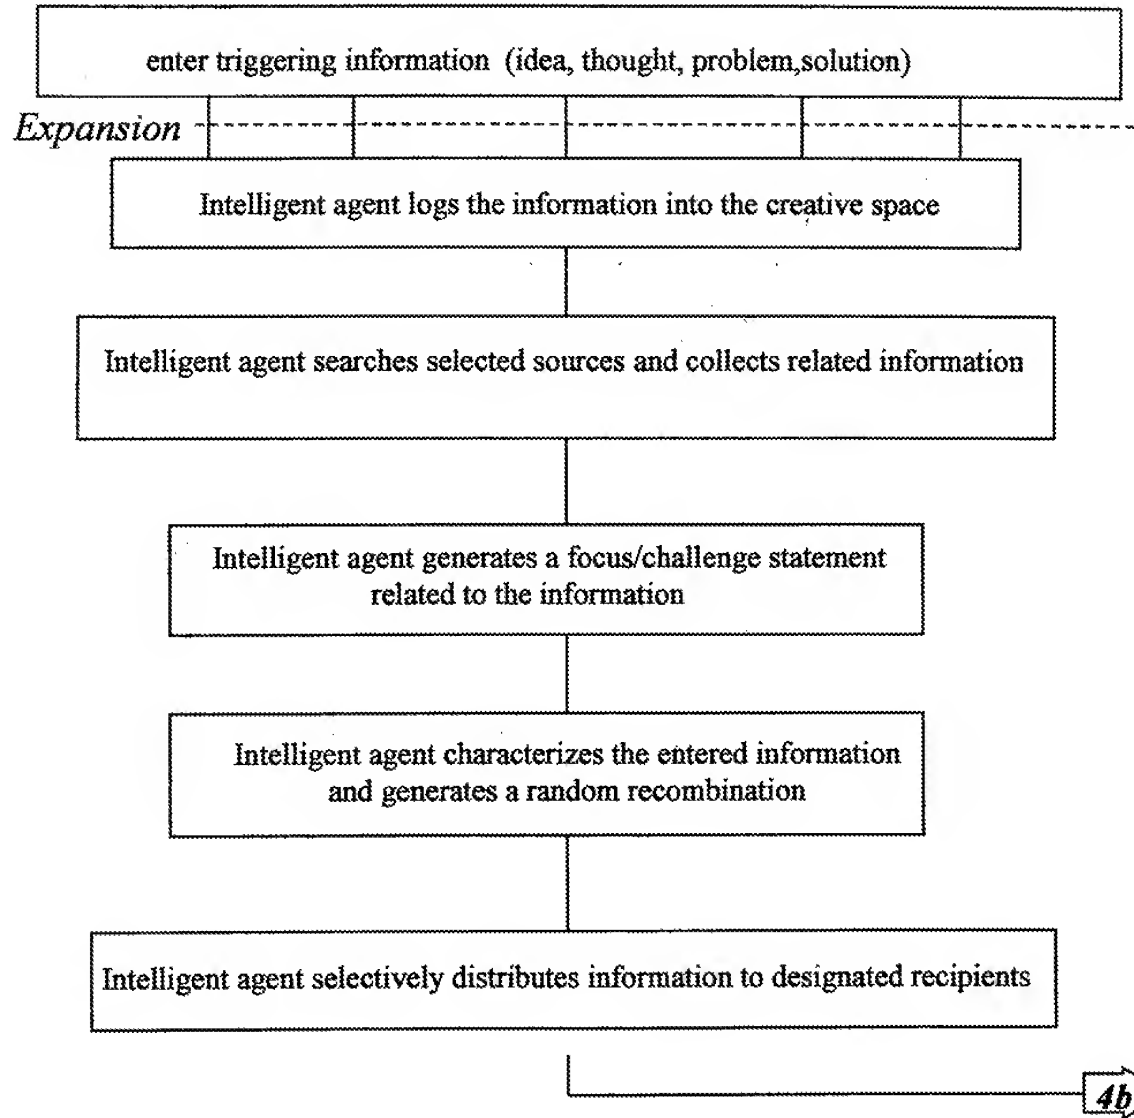 enter triggering information (idea, thought, problem,solution)
Expansion
Intelligent agent logs the information into the creative space
Intelligent agent searches selected sources and collects related information
Intelligent agent generates a focus/challenge statement
related to the information
Intelligent agent characterizes the entered information
and generates a random recombination
Intelligent agent selectively distributes information to designated recipients
4b